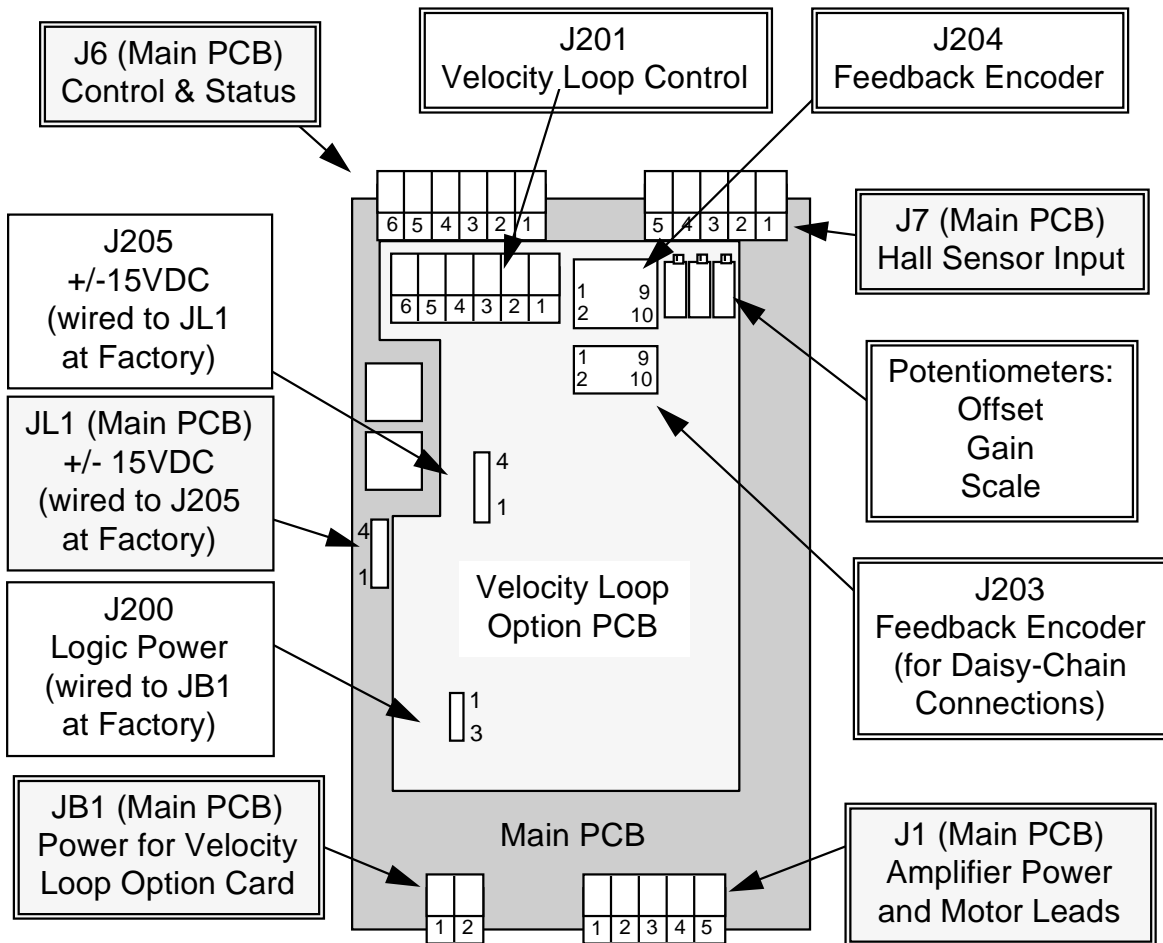 J6 (Main PCB)
Control & Status
J201
Velocity Loop Control
J204
Feedback Encoder
6 5 4 3 2 1
5 4 3 2 1
J7 (Main PCB)
Hall Sensor Input
6 5 4 3 2 1
1 9
2 10
1 9
2 10
J205
+/-15VDC
(wired to JL1
at Factory)
Potentiometers:
Offset
Gain
Scale
JL1 (Main PCB)
+/- 15VDC
(wired to J205
at Factory)
4
1
4
1
Velocity Loop
Option PCB
J203
Feedback Encoder
(for Daisy-Chain
Connections)
J200
Logic Power
(wired to JB1
at Factory)
1
3
JB1 (Main PCB)
Power for Velocity
Loop Option Card
Main PCB
J1 (Main PCB)
Amplifier Power
and Motor Leads
1 2
1 2 3 4 5